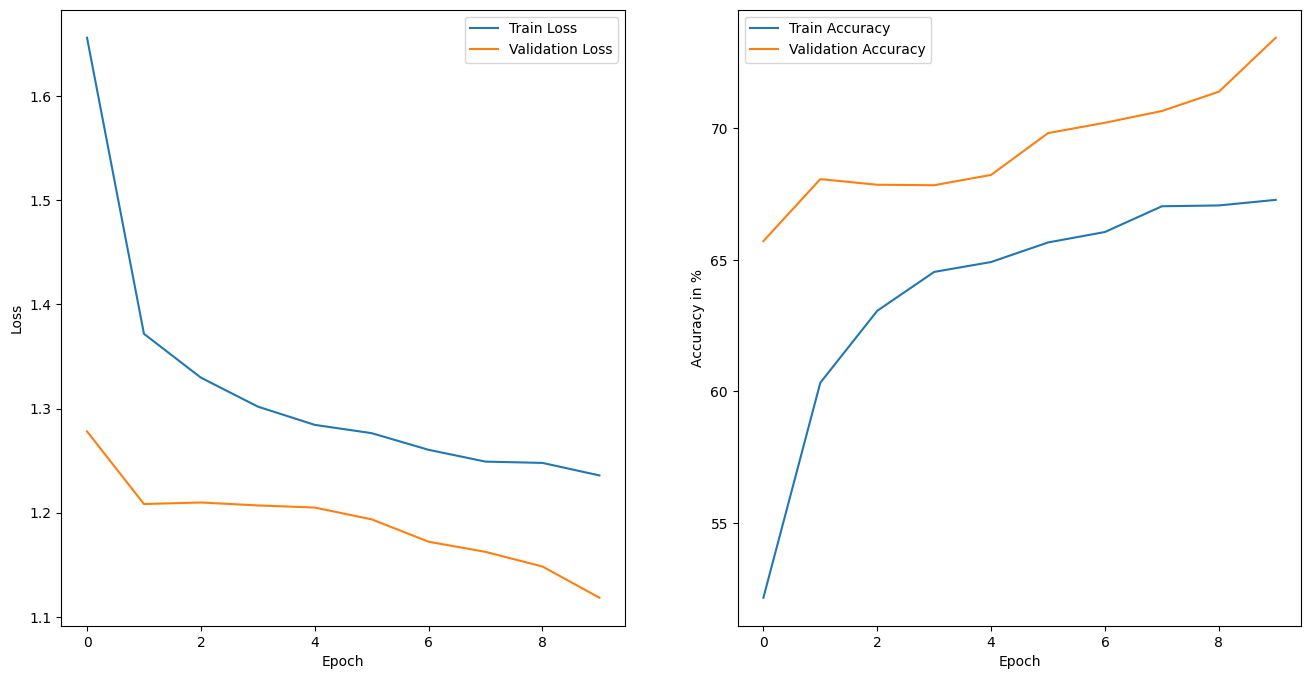 Train Loss
Validation Loss
1.6
1.5
1.4
1.3
1.2
1.1
Loss
0 2 4 6 8
Epoch
Train Accuracy
Validation Accuracy
70
65
60
55
Accuracy in %
0 2 4 6 8
Epoch